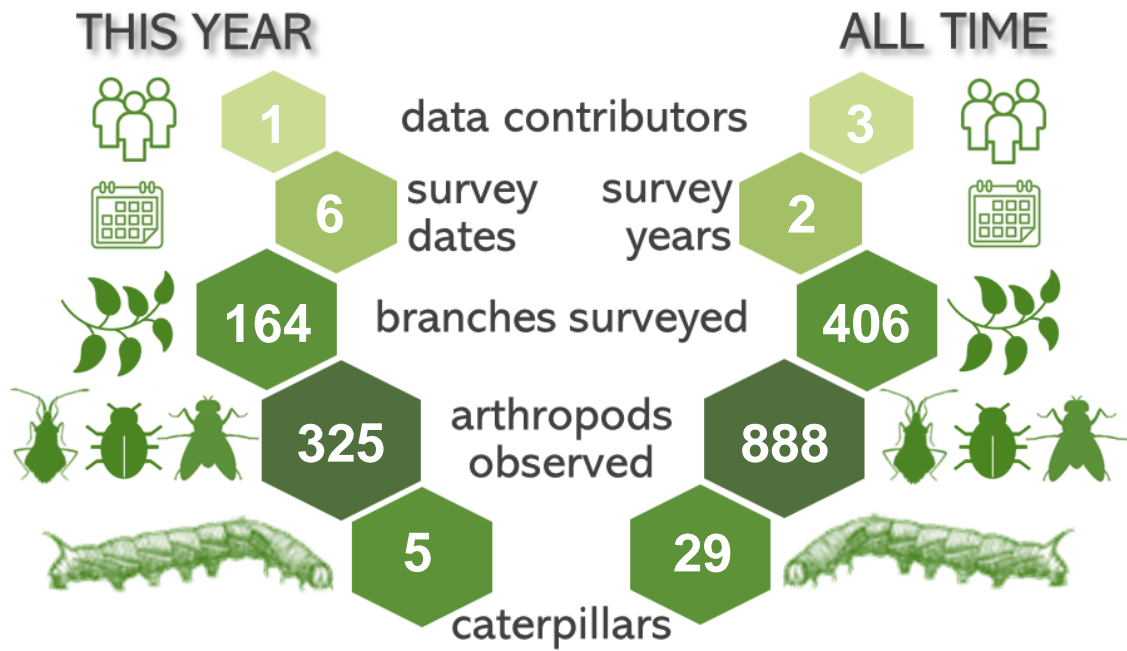 THIS YEAR
ALL TIME
1
data contributors
3
6
survey
dates
survey
years
2
164
branches surveyed
406
325
arthropods
observed
888
5
29
caterpillars